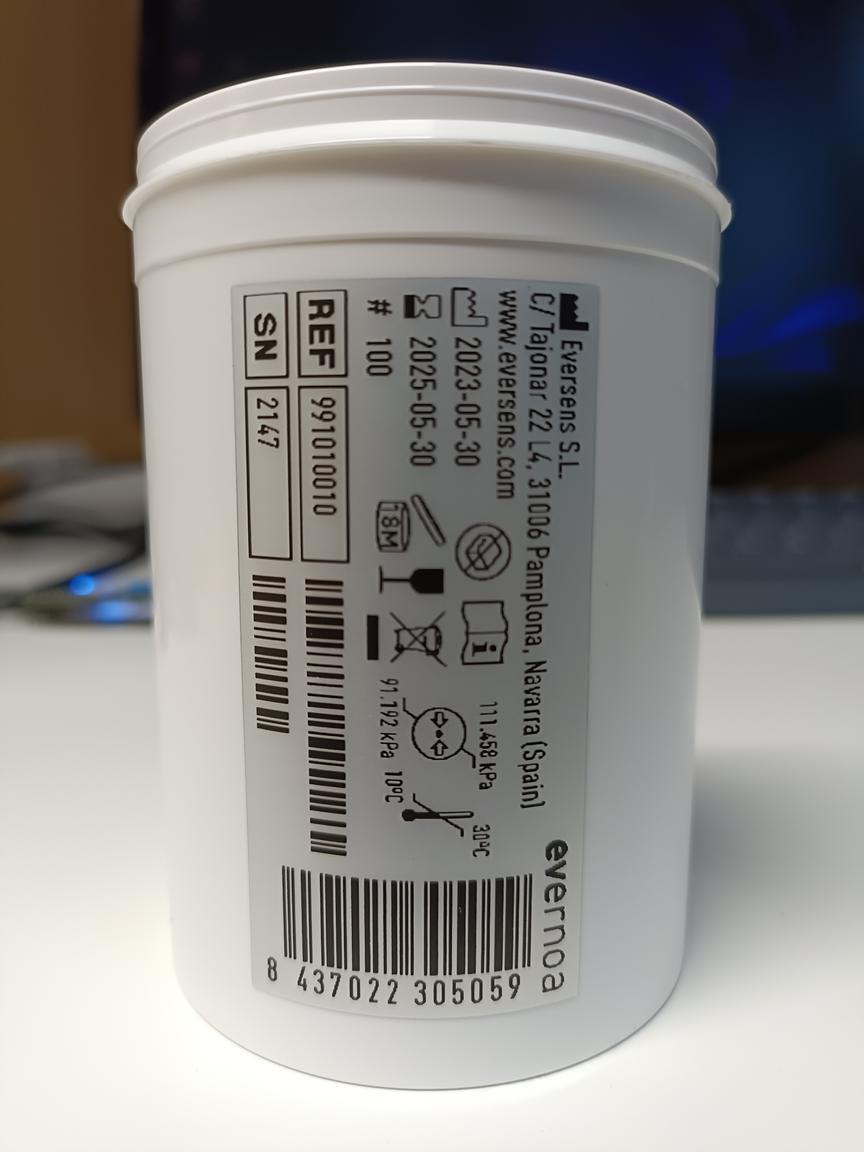 Eversens S.L.
C/ Tajonar 22 L4, 31006 Pamplona, Navarra (Spain)
www.eversens.com
2023-05-30
2025-05-30
# 100
18M
111.458 kPa
91.192 kPa
30ºC
10ºC
REF 991010010
SN 2147
evernoa
8 437022 305059